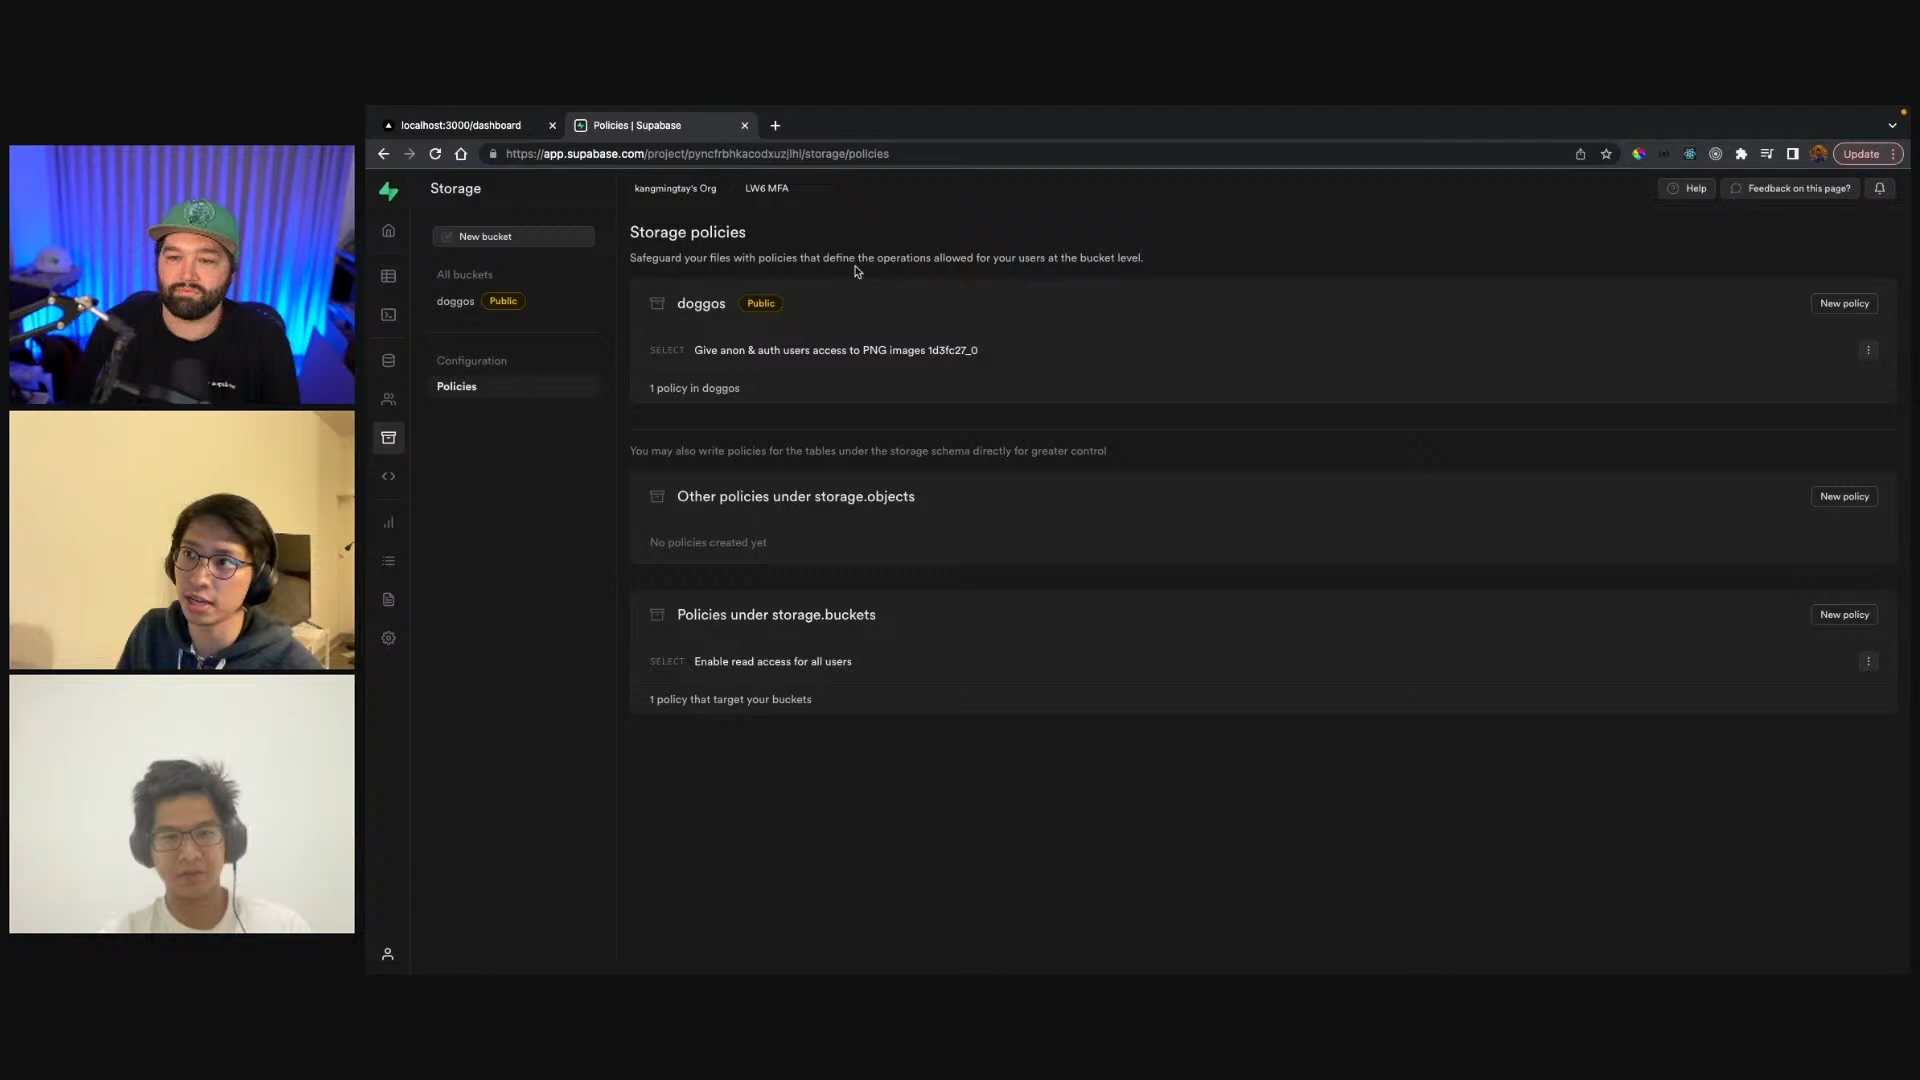 localhost:3000/dashboard
Policies | Supabase
https://app.supabase.com/project/pyncfrbhkacodxuzjlhl/storage/policies
Update
Storage
kangmingtay's Org
LW6 MFA
Help
Feedback on this page?
New bucket
All buckets
doggos Public
Configuration
Policies
Storage policies
Safeguard your files with policies that define the operations allowed for your users at the bucket level.
doggos Public
New policy
SELECT Give anon & auth users access to PNG images 1d3fc27_0
1 policy in doggos
You may also write policies for the tables under the storage schema directly for greater control
Other policies under storage.objects
New policy
No policies created yet
Policies under storage.buckets
New policy
SELECT Enable read access for all users
1 policy that target your buckets
supabase